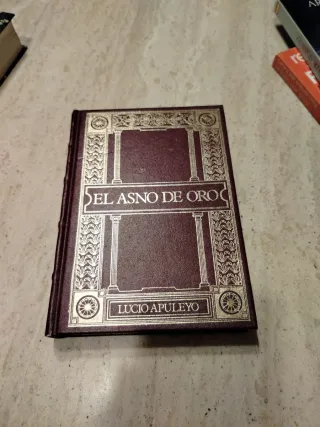 EL ASNO DE ORO
LUCIO APULEYO